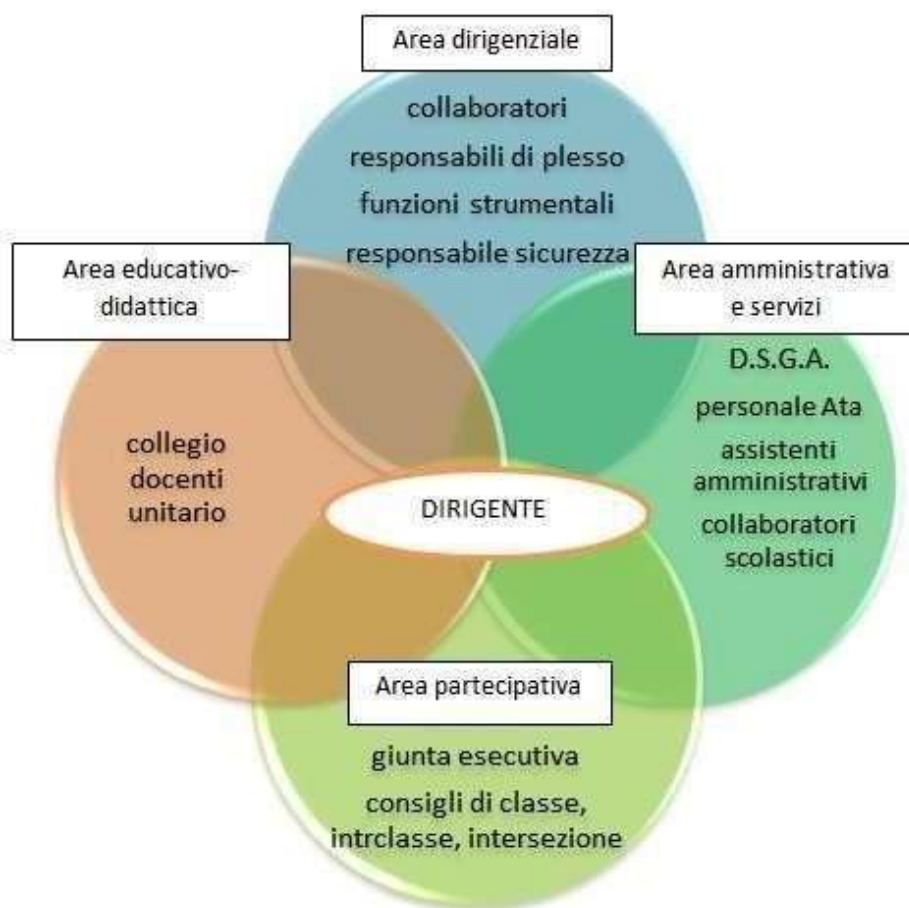 Area dirigenziale
collaboratori
responsabili di plesso
funzioni strumentali
responsabile sicurezza
Area educativo-
didattica
collegio
docenti
unitario
Area amministrativa
e servizi
D.S.G.A.
personale Ata
assistenti
amministrativi
collaboratori
scolastici
DIRIGENTE
Area partecipativa
giunta esecutiva
consigli di classe,
intrclasse, intersezione